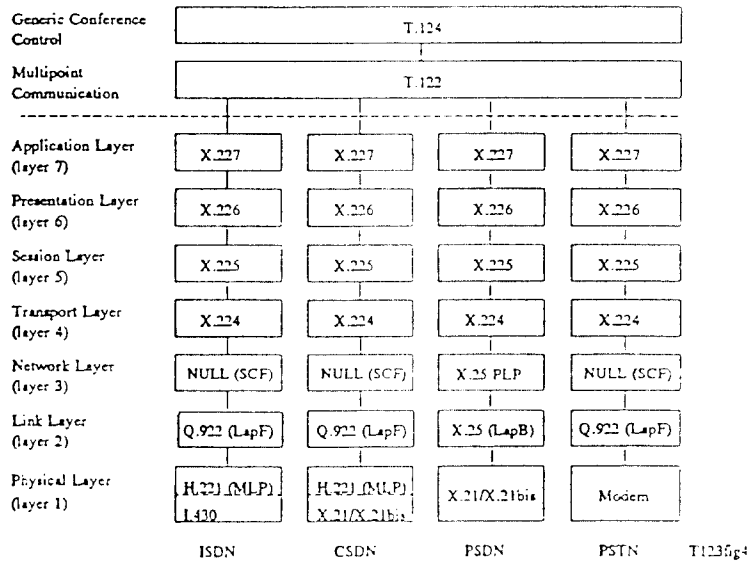 Generic Conference
Control
T.124
Multipoint
Communication
T.122
Application Layer
(layer 7)
X.227 X.227 X.227 X.227
Presentation Layer
(layer 6)
X.226 X.226 X.226 X.226
Session Layer
(layer 5)
X.225 X.225 X.225 X.225
Transport Layer
(layer 4)
X.224 X.224 X.224 X.224
Network Layer
(layer 3)
NULL (SCF) NULL (SCF) X.25 PLP NULL (SCF)
Link Layer
(layer 2)
Q.922 (LapF) Q.922 (LapF) X.25 (LapB) Q.922 (LapF)
Physical Layer
(layer 1)
H.221 (MLP) H.221 (MLP) X.21/X.21bis Modem
I.430 X.21/X.21bis
ISDN CSDN PSDN PSTN T123fig4